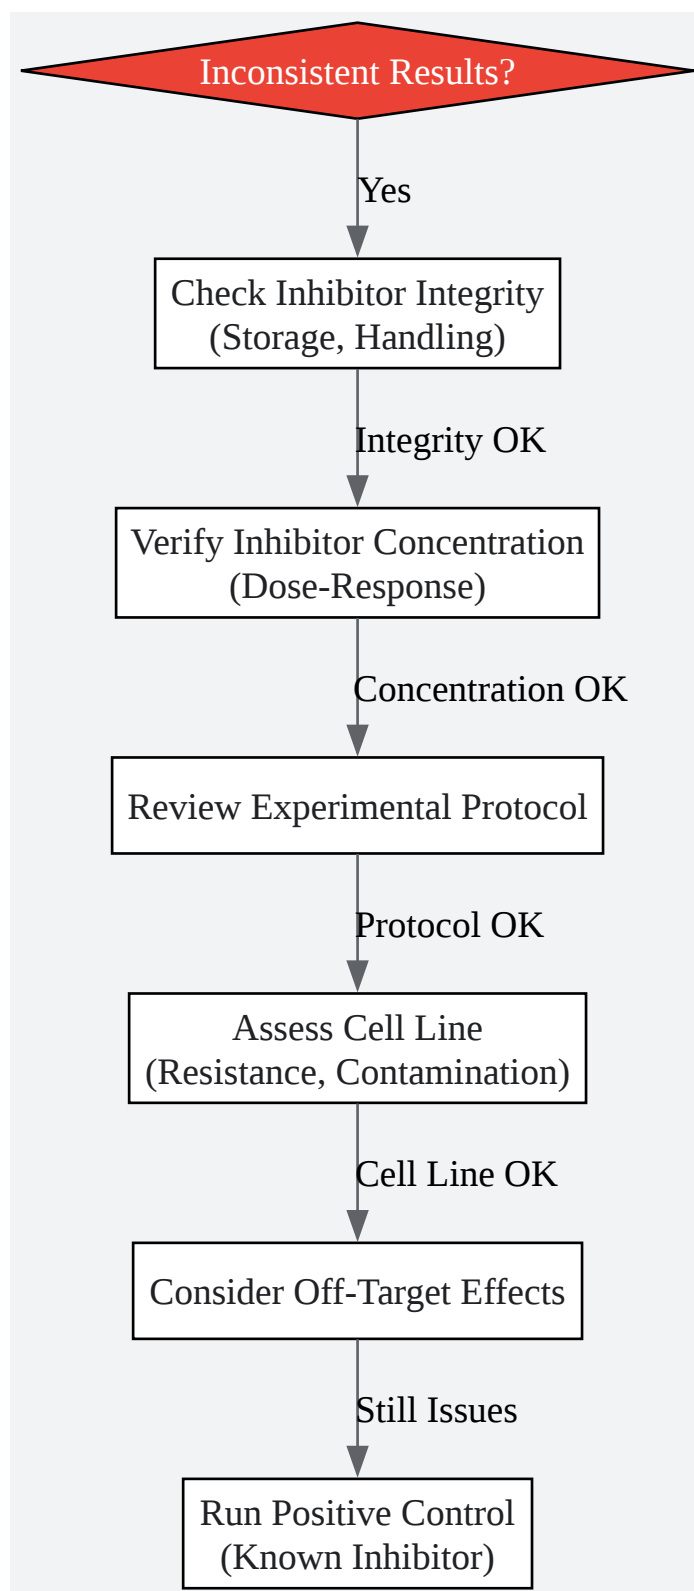 Inconsistent Results?
Yes
Check Inhibitor Integrity
(Storage, Handling)
Integrity OK
Verify Inhibitor Concentration
(Dose-Response)
Concentration OK
Review Experimental Protocol
Protocol OK
Assess Cell Line
(Resistance, Contamination)
Cell Line OK
Consider Off-Target Effects
Still Issues
Run Positive Control
(Known Inhibitor)